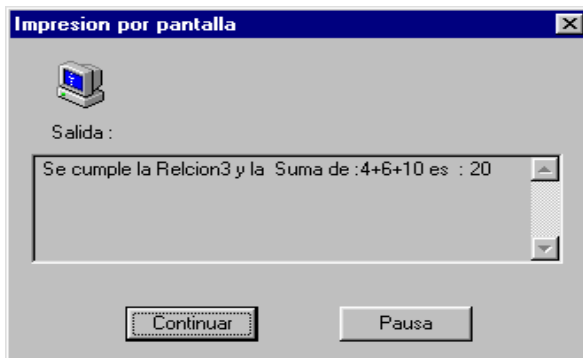 Impresion por pantalla
Salida :
Se cumple la Relcion3 y la  Suma de :4+6+10 es  : 20
Continuar
Pausa